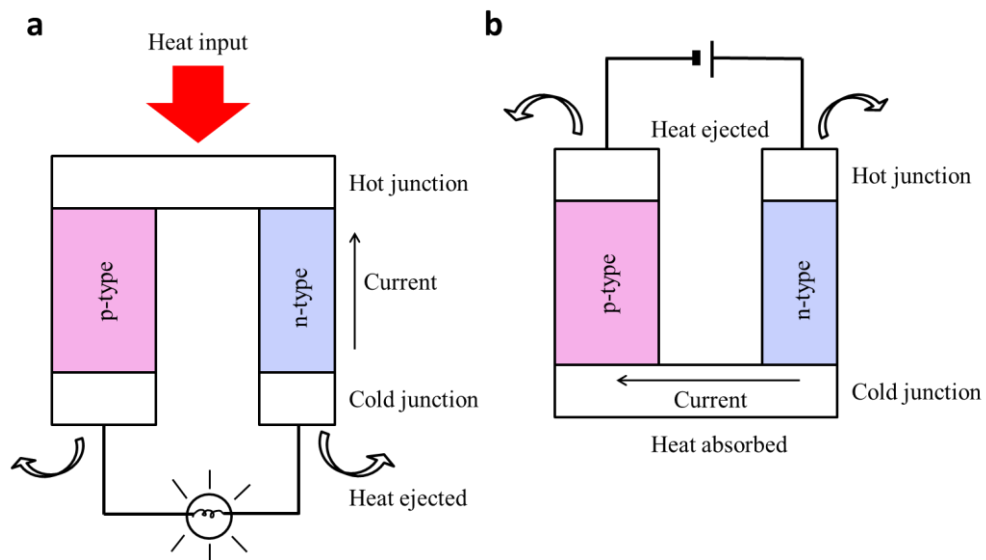 a
Heat input
Hot junction
p-type
n-type
Current
Cold junction
Heat ejected
b
Heat ejected
Hot junction
p-type
n-type
Current
Cold junction
Heat absorbed